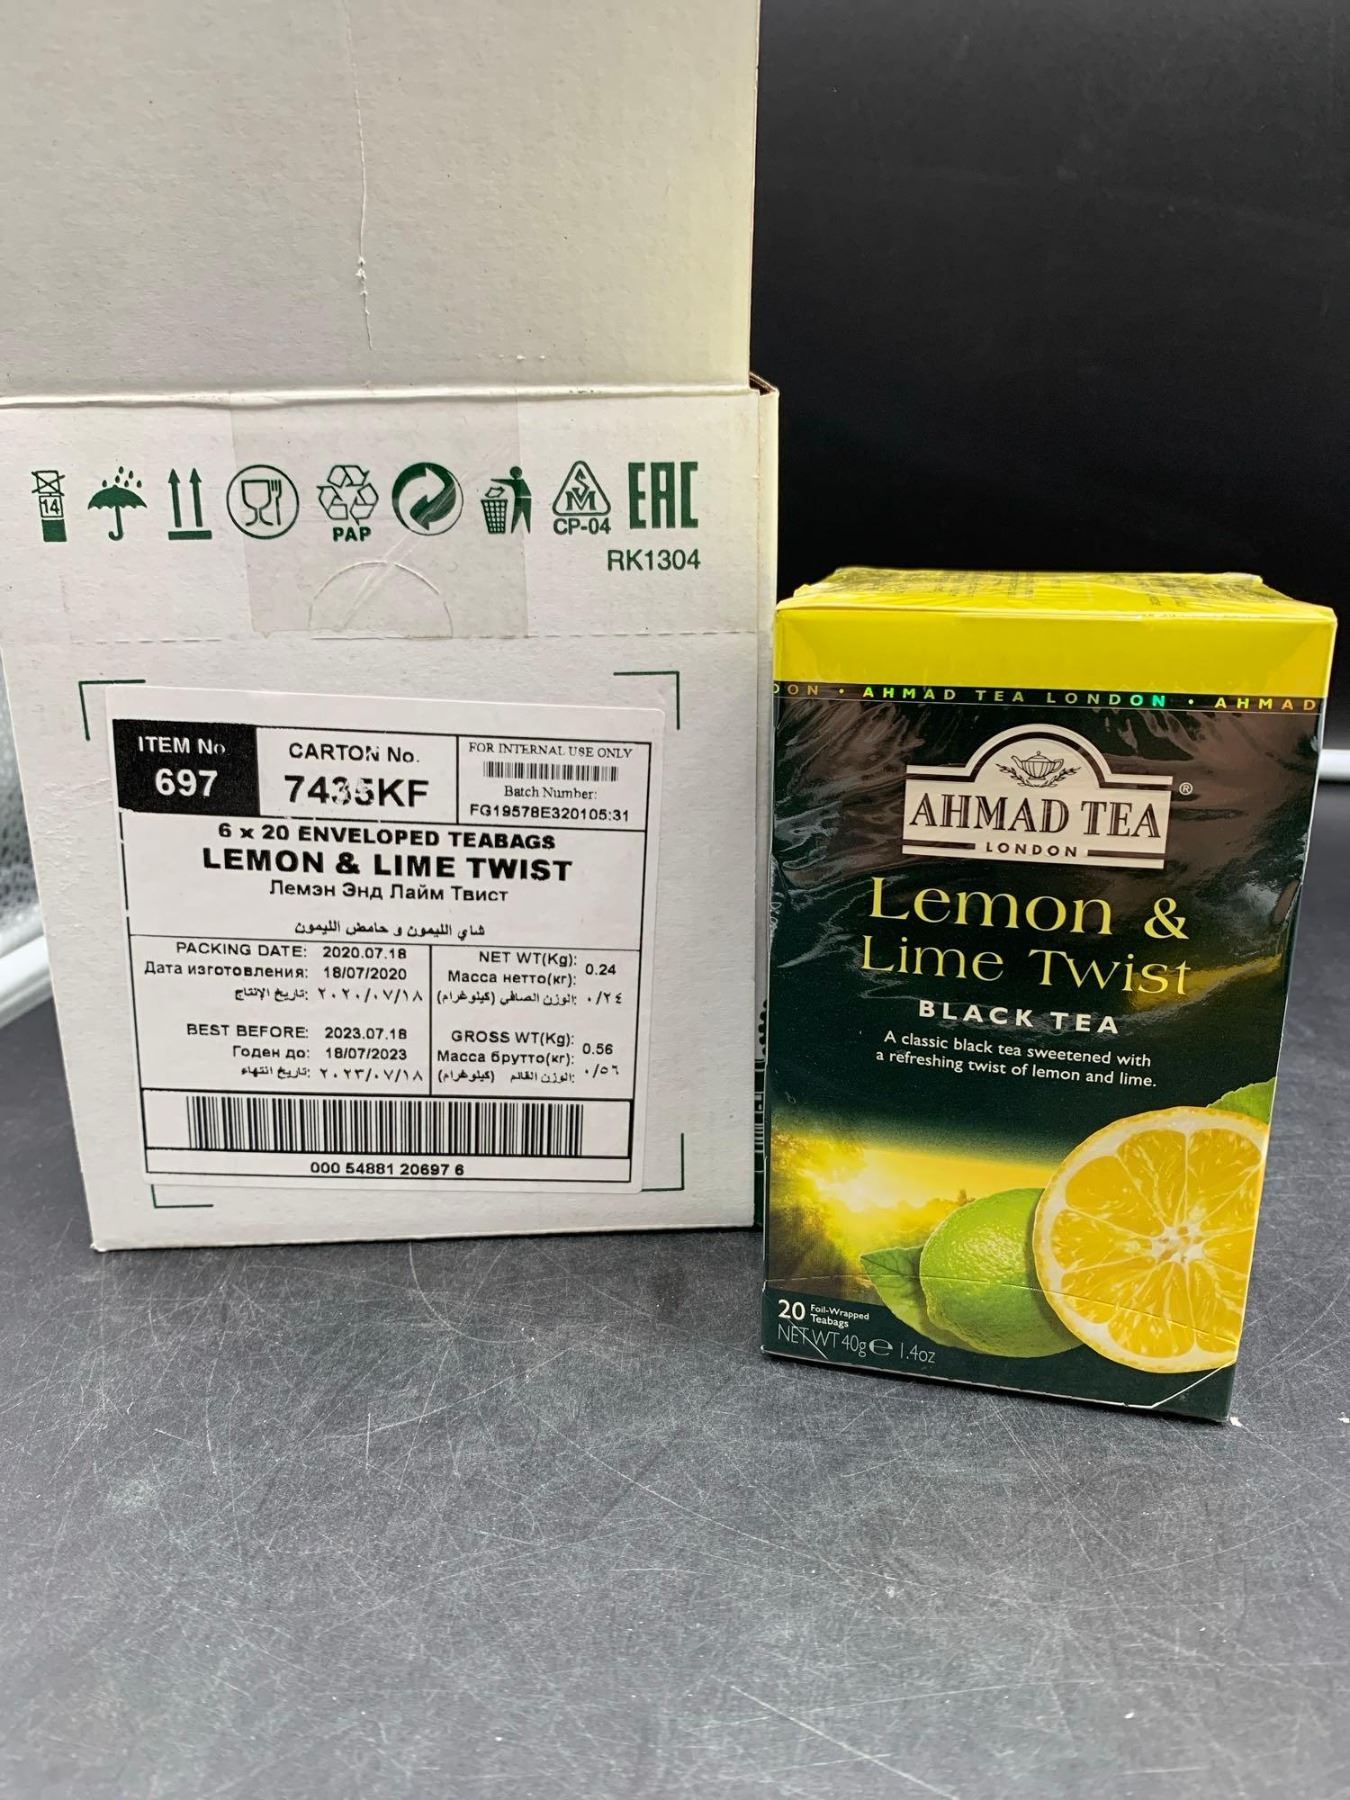 14
PAP
CP-04
EAC
RK1304
ITEM No
697
CARTON No.
7435KF
FOR INTERNAL USE ONLY
Batch Number:
FG19578E320105:31
6 x 20 ENVELOPED TEABAGS
LEMON & LIME TWIST
Лемэн Энд Лайм Твист
شاي الليمون و حامض الليمون
PACKING DATE: 2020.07.18
Дата изготовления: 18/07/2020
تاريخ الإنتاج: ٢٠٢٠/٠٧/١٨
BEST BEFORE: 2023.07.18
Годен до: 18/07/2023
تاريخ انتهاء: ٢٠٢٣/٠٧/١٨
NET WT(Kg): 0.24
Масса нетто(кг):
الوزن الصافي (كيلوغرام): ٠/٢٤
GROSS WT(Kg): 0.56
Масса брутто(кг):
الوزن القائم (كيلوغرام): ٠/٥٦
000 54881 20697 6
DON • AHMAD TEA LONDON • AHMAD
AHMAD TEA ®
LONDON
Lemon &
Lime Twist
BLACK TEA
A classic black tea sweetened with
a refreshing twist of lemon and lime.
20 Foil-Wrapped
Teabags
NET WT 40g e 1.4oz